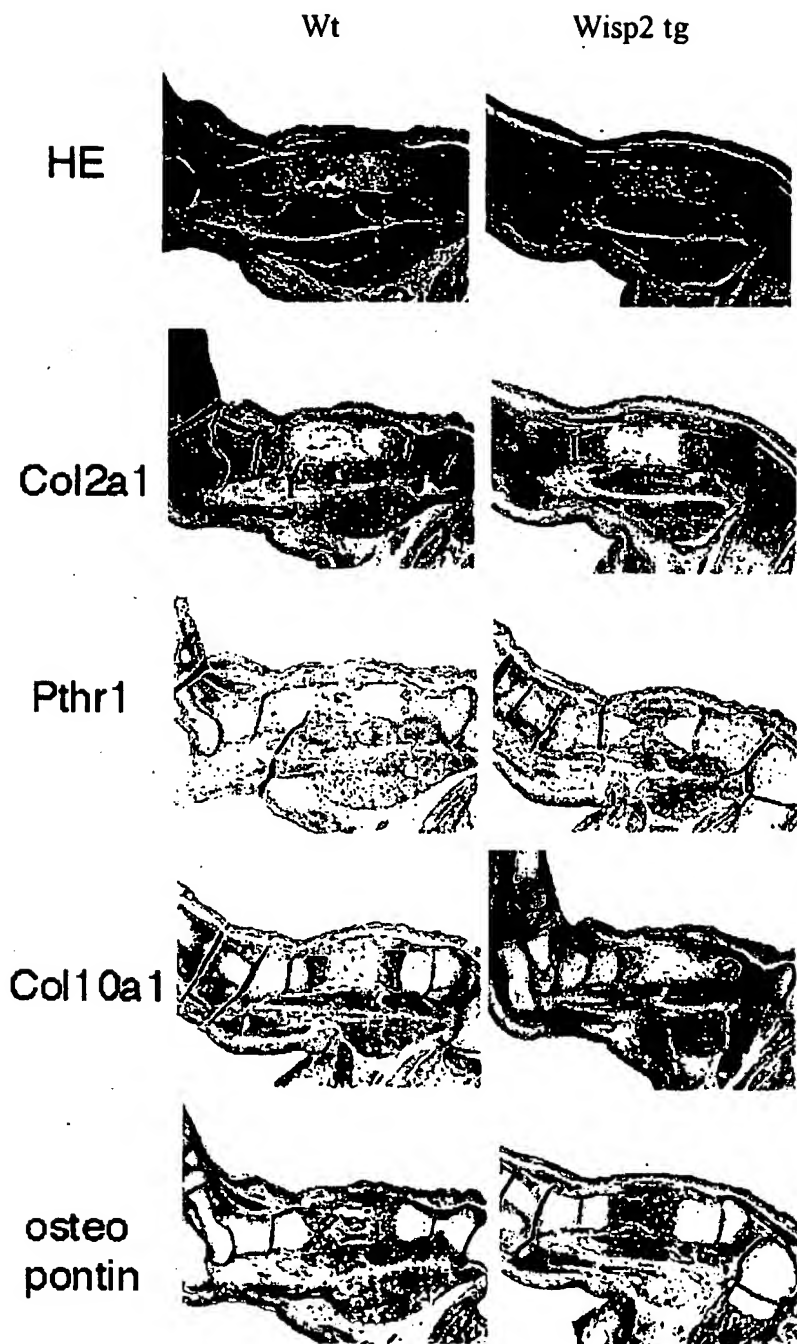 Wt Wisp2 tg
HE
Col2a1
Pthr1
Col10a1
osteo
pontin